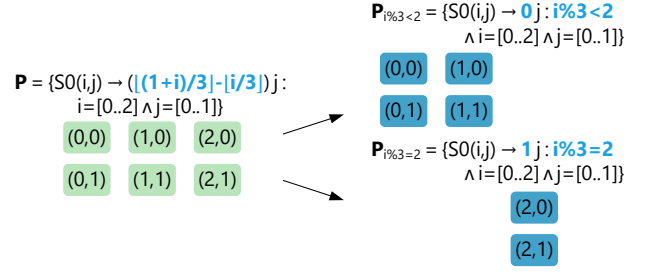 P = {S0(i,j) → (⌊(1+i)/3⌋-⌊i/3⌋) j :
i=[0..2] ∧ j=[0..1]}
(0,0) (1,0) (2,0)
(0,1) (1,1) (2,1)
P_{i%3<2} = {S0(i,j) → 0 j : i%3<2
∧ i=[0..2] ∧ j=[0..1]}
(0,0) (1,0)
(0,1) (1,1)
P_{i%3=2} = {S0(i,j) → 1 j : i%3=2
∧ i=[0..2] ∧ j=[0..1]}
(2,0)
(2,1)